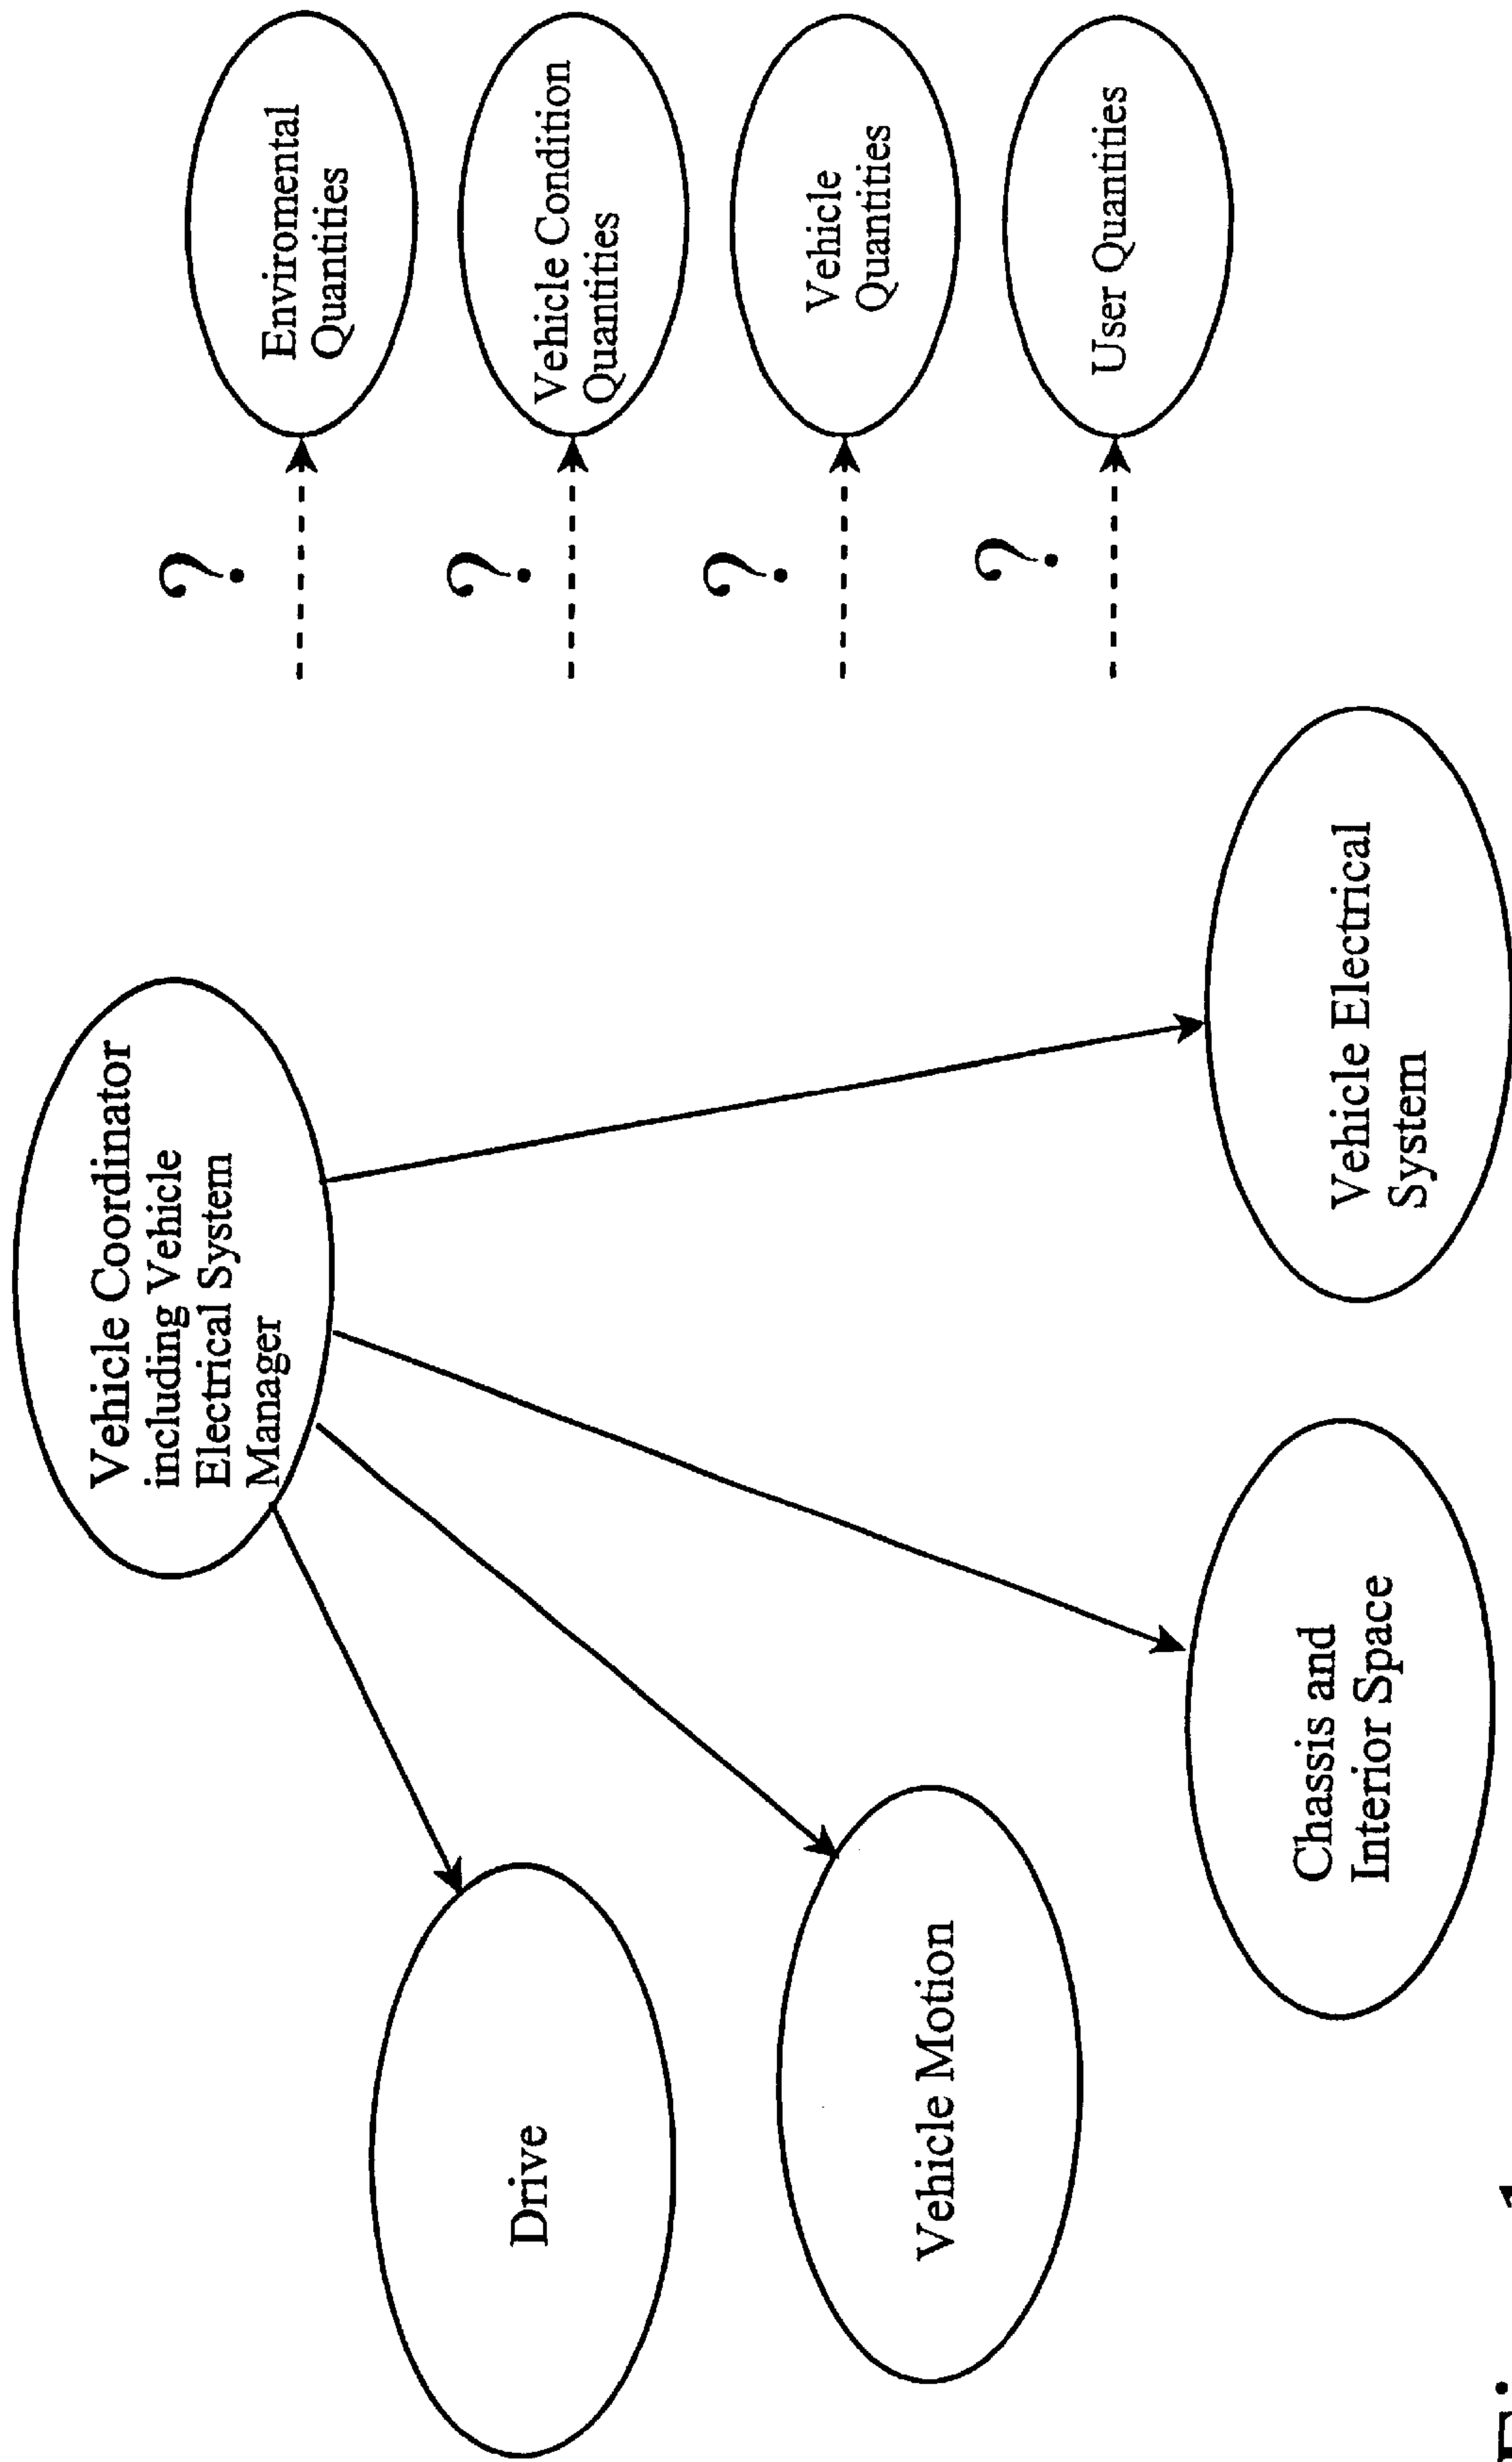 Vehicle Coordinator
including Vehicle
Electrical System
Manager
?
Enviromental
Quantities
?
Vehicle Condition
Quantities
?
Vehicle
Quantities
?
User Quantities
Drive
Vehicle Motion
Chassis and
Interior Space
Vehicle Electrical
System